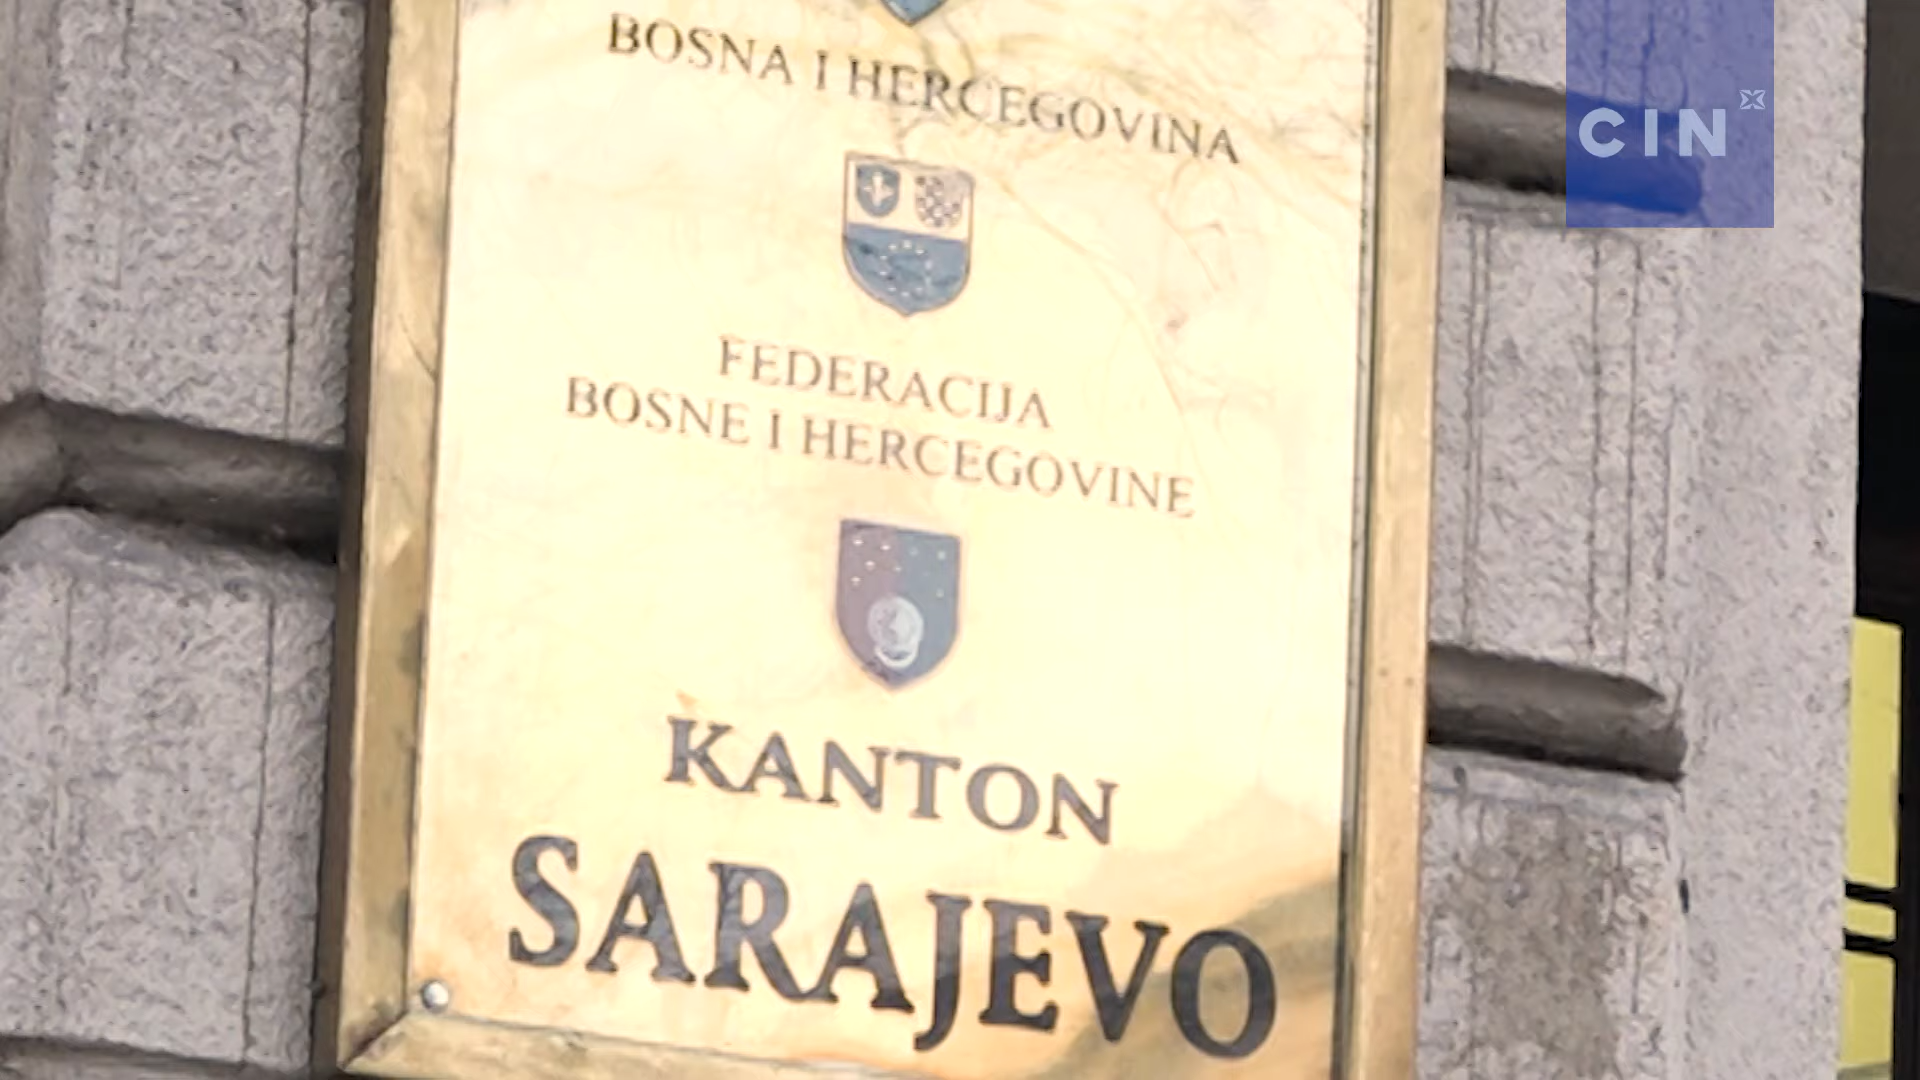 CIN
BOSNA I HERCEGOVINA
FEDERACIJA
BOSNE I HERCEGOVINE
KANTON
SARAJEVO